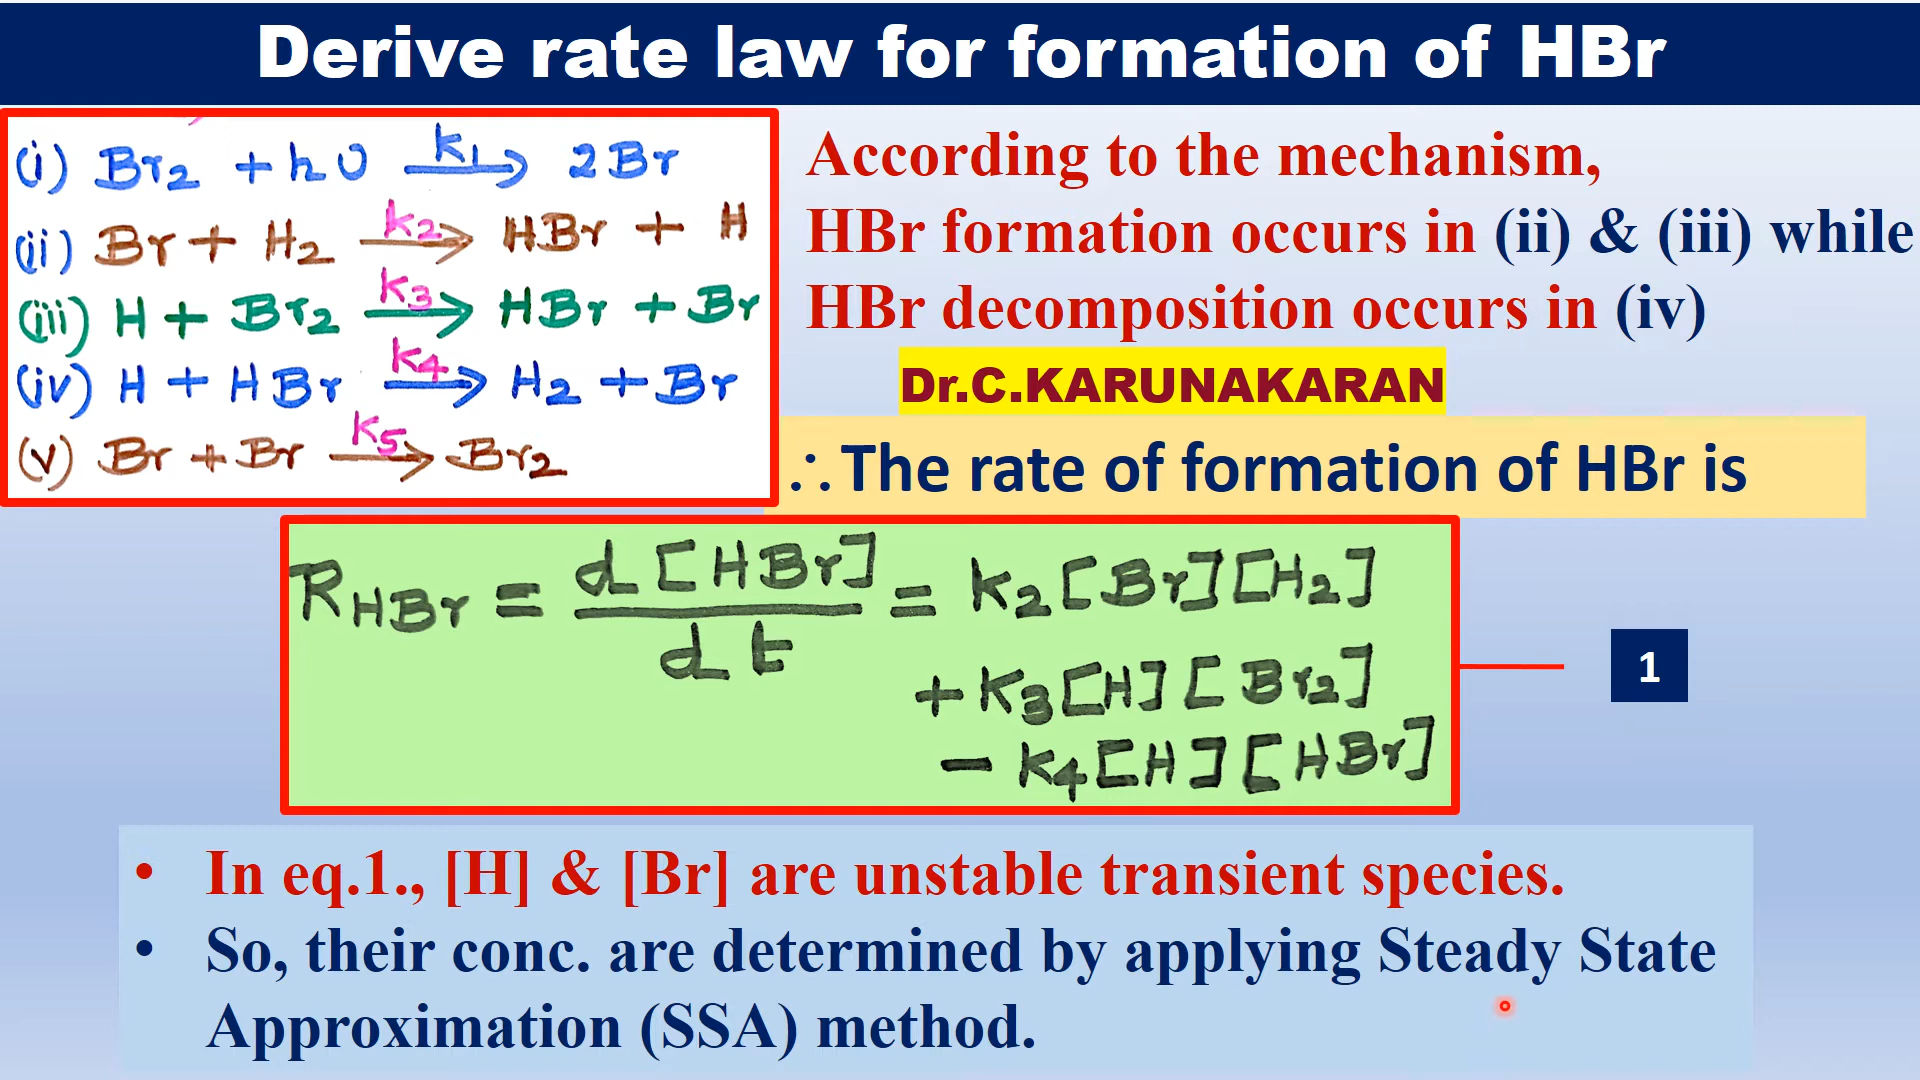 Derive rate law for formation of HBr
(i) Br₂ + hυ —k₁→ 2Br
(ii) Br + H₂ —k₂→ HBr + H
(iii) H + Br₂ —k₃→ HBr + Br
(iv) H + HBr —k₄→ H₂ + Br
(v) Br + Br —k₅→ Br₂
According to the mechanism,
HBr formation occurs in (ii) & (iii) while
HBr decomposition occurs in (iv)
Dr.C.KARUNAKARAN
∴ The rate of formation of HBr is
R_HBr = d[HBr]/dt = k₂[Br][H₂]
+ k₃[H][Br₂]
- k₄[H][HBr]
1
• In eq.1., [H] & [Br] are unstable transient species.
• So, their conc. are determined by applying Steady State
Approximation (SSA) method.